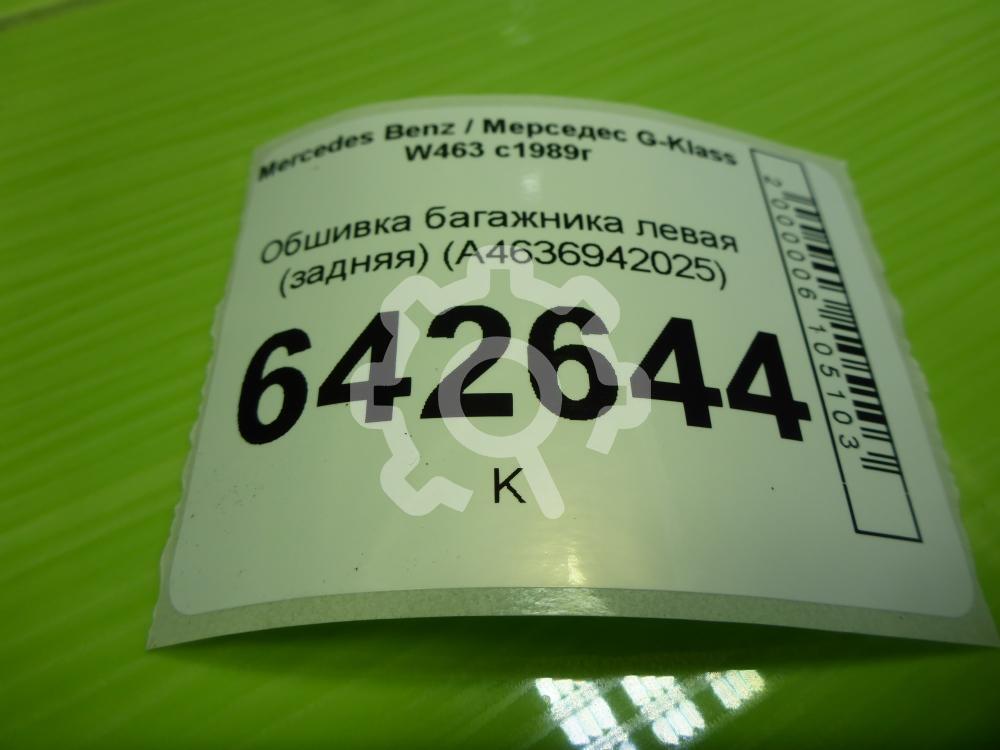 Mercedes Benz / Мерседес G-Klass
W463 с1989г
Обшивка багажника левая
(задняя) (A4636942025)
642644
К
2000006105103